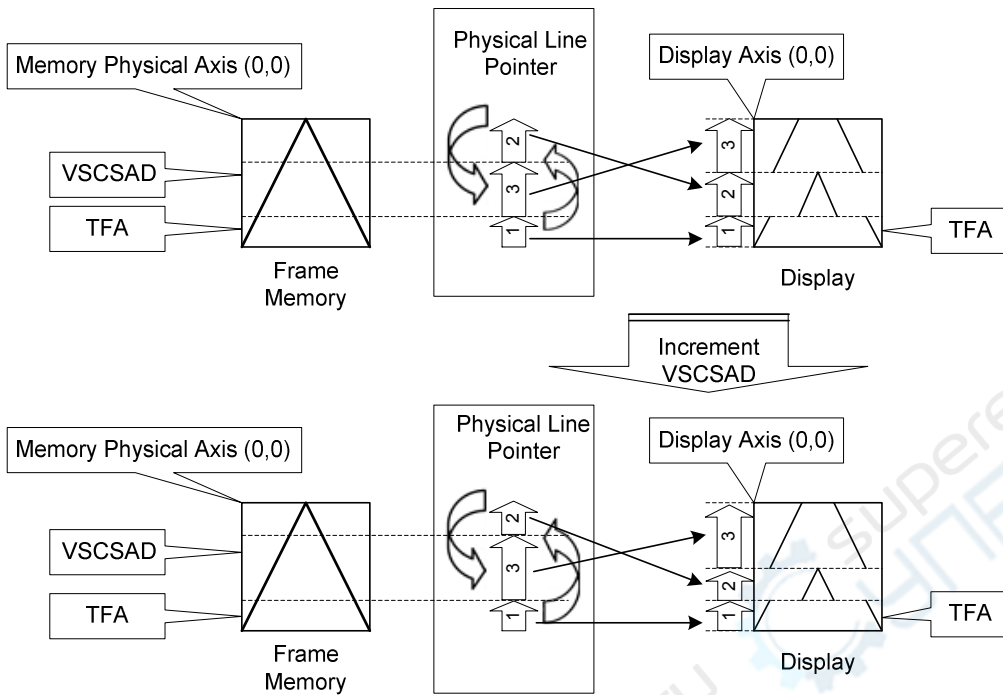 Memory Physical Axis (0,0)
Physical Line
Pointer
Display Axis (0,0)
VSCSAD
TFA
2
3
1
3
2
1
TFA
Frame
Memory
Display
Increment
VSCSAD
Memory Physical Axis (0,0)
Physical Line
Pointer
Display Axis (0,0)
VSCSAD
TFA
2
3
1
3
2
1
TFA
Frame
Memory
Display